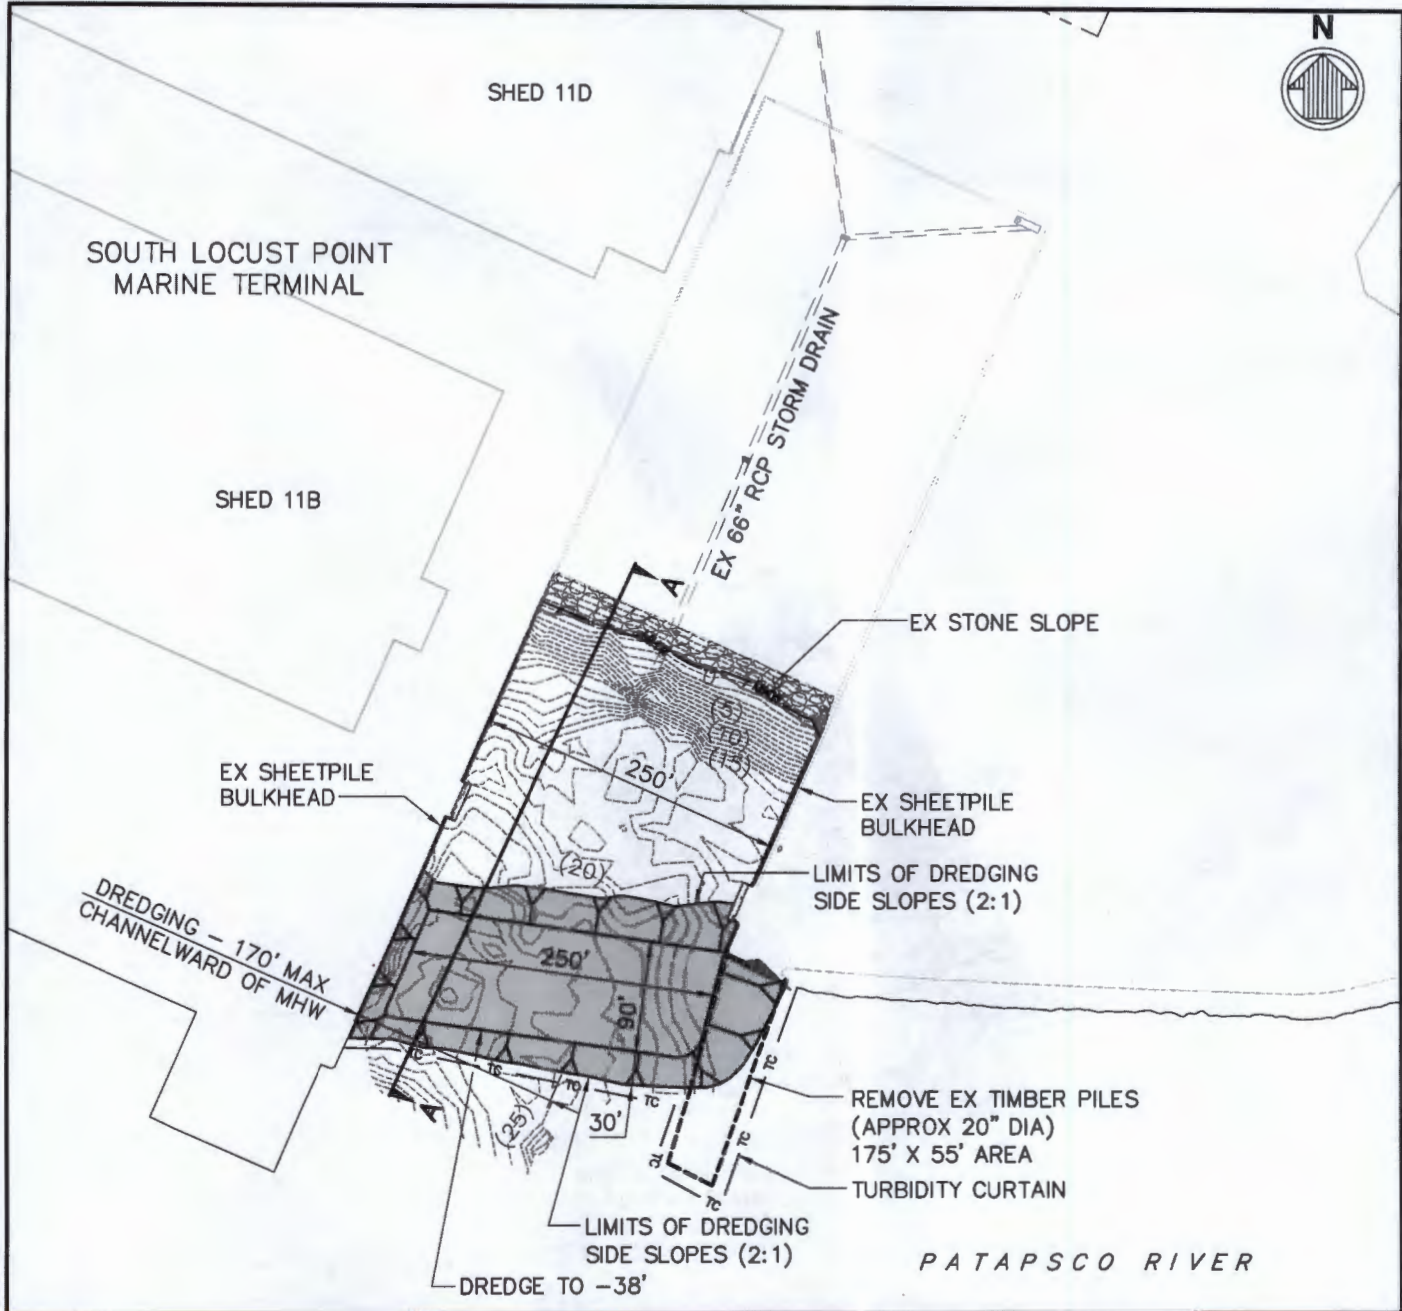 N
SHED 11D
SOUTH LOCUST POINT
MARINE TERMINAL
EX 66" RCP STORM DRAIN
SHED 11B
A
EX STONE SLOPE
(5)
(10)
(15)
250'
EX SHEETPILE
BULKHEAD
EX SHEETPILE
BULKHEAD
(20)
LIMITS OF DREDGING
SIDE SLOPES (2:1)
DREDGING – 170' MAX
CHANNELWARD OF MHW
250'
90'
TC
TC
TC
TC
TC
TC
TC
TC
A
(25)
30'
REMOVE EX TIMBER PILES
(APPROX 20" DIA)
175' X 55' AREA
TURBIDITY CURTAIN
LIMITS OF DREDGING
SIDE SLOPES (2:1)
DREDGE TO –38'
PATAPSCO RIVER